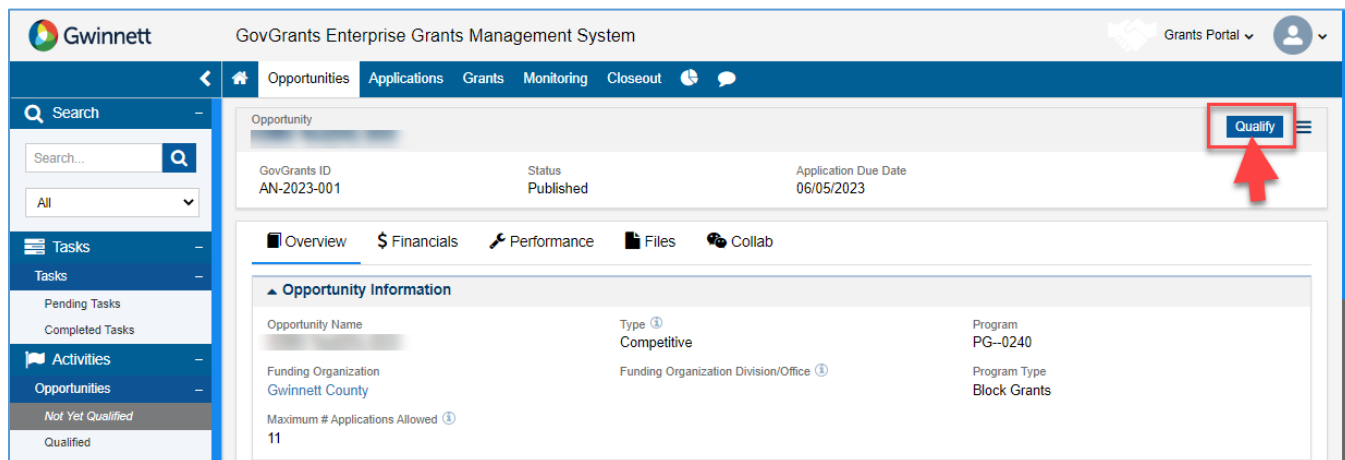 Gwinnett
GovGrants Enterprise Grants Management System
Grants Portal
Opportunities Applications Grants Monitoring Closeout
Search
Search...
All
Tasks
Tasks
Pending Tasks
Completed Tasks
Activities
Opportunities
Not Yet Qualified
Qualified
Opportunity
Qualify
GovGrants ID Status Application Due Date
AN-2023-001 Published 06/05/2023
Overview $ Financials Performance Files Collab
Opportunity Information
Opportunity Name Type Program
Competitive PG--0240
Funding Organization Funding Organization Division/Office Program Type
Gwinnett County Block Grants
Maximum # Applications Allowed
11